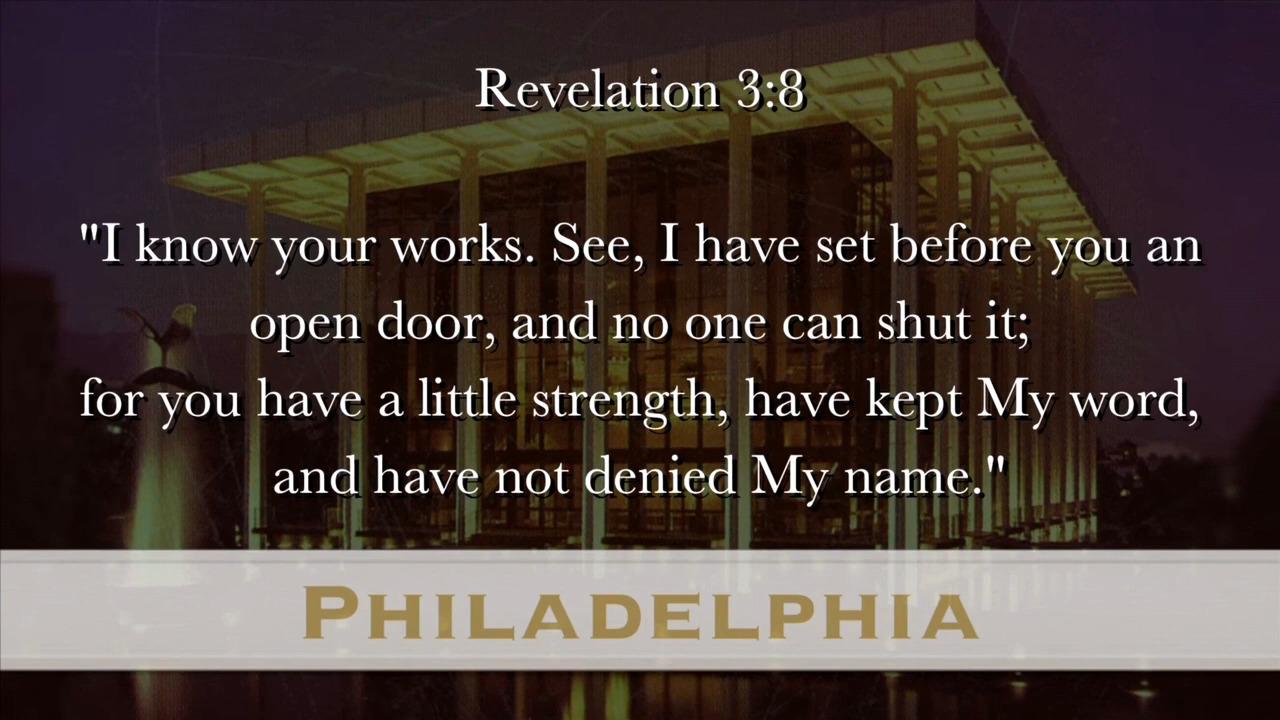 Revelation 3:8
"I know your works. See, I have set before you an
open door, and no one can shut it;
for you have a little strength, have kept My word,
and have not denied My name."
PHILADELPHIA